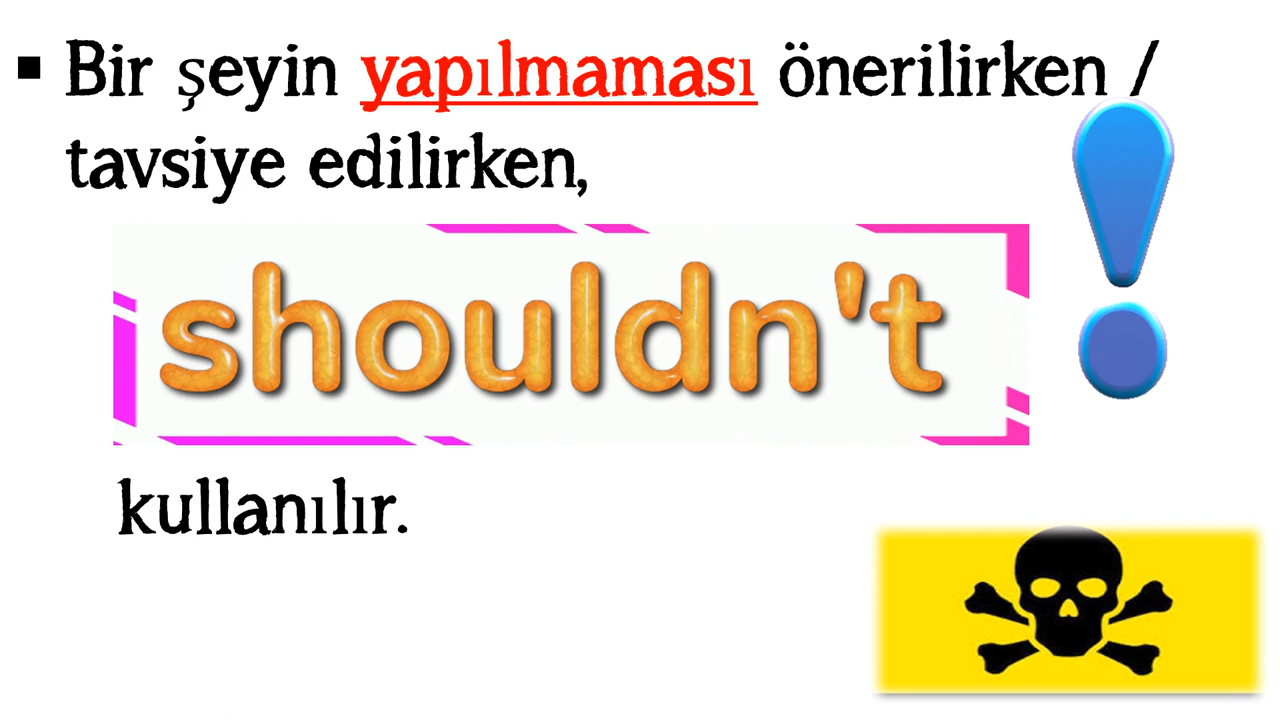 ▪ Bir şeyin yapılmaması önerilirken /
tavsiye edilirken,
shouldn't
!
kullanılır.